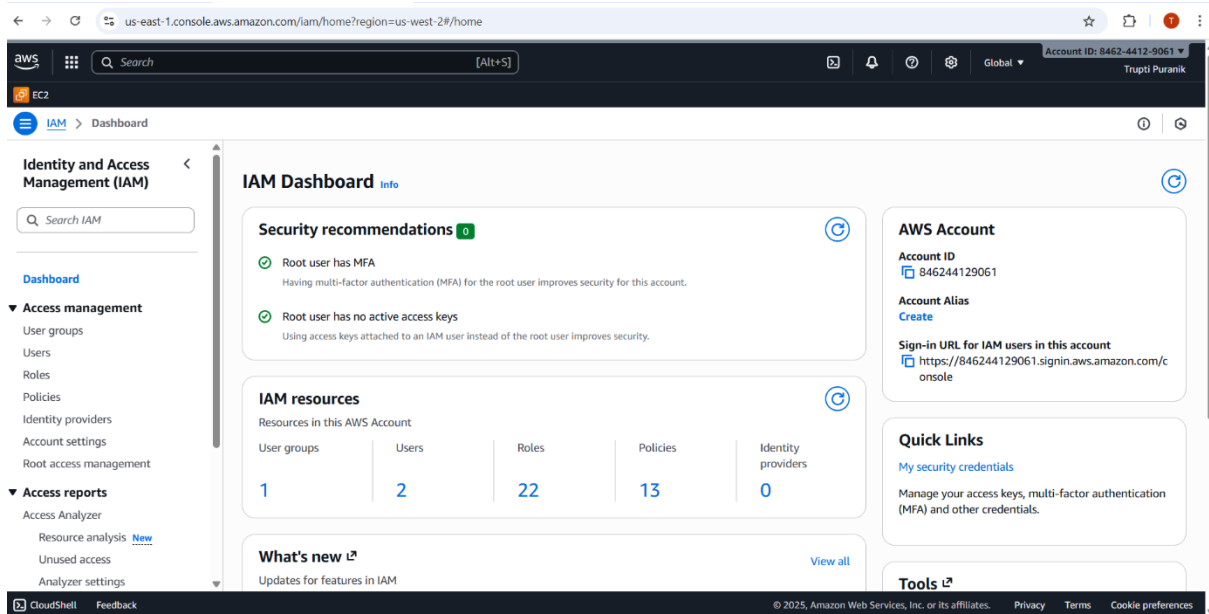 us-east-1.console.aws.amazon.com/iam/home?region=us-west-2#/home
T
aws
Search
[Alt+S]
Global
Account ID: 8462-4412-9061
Trupti Puranik
EC2
IAM > Dashboard
Identity and Access
Management (IAM)
Search IAM
Dashboard
Access management
User groups
Users
Roles
Policies
Identity providers
Account settings
Root access management
Access reports
Access Analyzer
Resource analysis New
Unused access
Analyzer settings
IAM Dashboard Info
Security recommendations 0
Root user has MFA
Having multi-factor authentication (MFA) for the root user improves security for this account.
Root user has no active access keys
Using access keys attached to an IAM user instead of the root user improves security.
IAM resources
Resources in this AWS Account
User groups
Users
Roles
Policies
Identity
providers
1
2
22
13
0
What's new
View all
Updates for features in IAM
AWS Account
Account ID
846244129061
Account Alias
Create
Sign-in URL for IAM users in this account
https://846244129061.signin.aws.amazon.com/c
onsole
Quick Links
My security credentials
Manage your access keys, multi-factor authentication
(MFA) and other credentials.
Tools
CloudShell
Feedback
© 2025, Amazon Web Services, Inc. or its affiliates.
Privacy
Terms
Cookie preferences